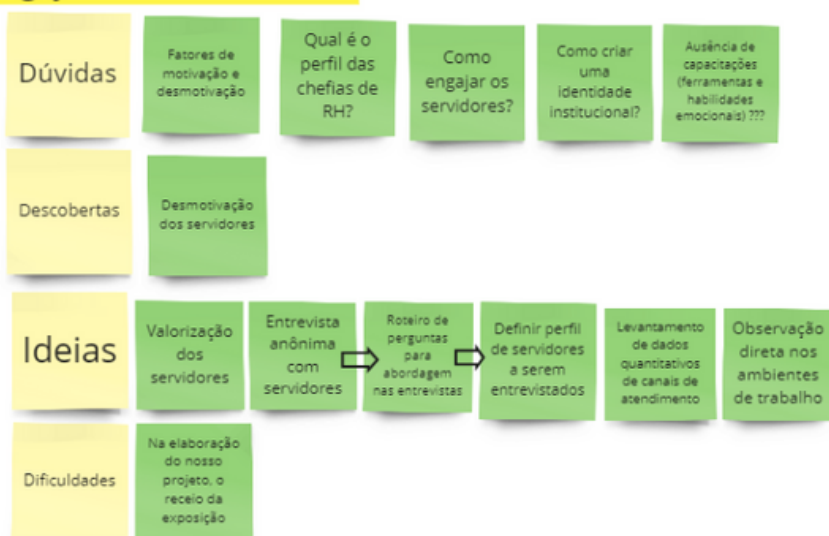 Dúvidas
Fatores de
motivação e
desmotivação
Qual é o
perfil das
chefias de
RH?
Como
engajar os
servidores?
Como criar
uma
identidade
institucional?
Ausência de
capacitações
(ferramentas e
habilidades
emocionais) ???
Descobertas
Desmotivação
dos servidores
Ideias
Valorização
dos
servidores
Entrevista
anônima
com
servidores
Roteiro de
perguntas
para
abordagem
nas entrevistas
Definir perfil
de servidores
a serem
entrevistados
Levantamento
de dados
quantitativos
de canais de
atendimento
Observação
direta nos
ambientes
de trabalho
Dificuldades
Na elaboração
do nosso
projeto, o
receio da
exposição